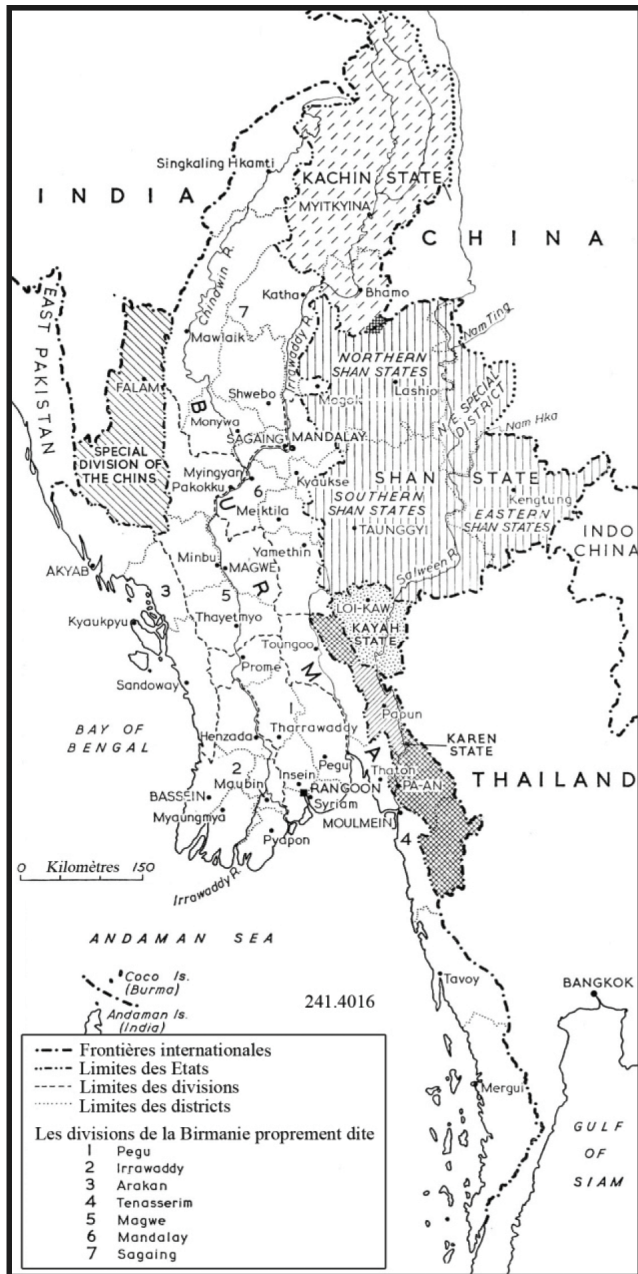 Singkaling Hkamti
INDIA
KACHIN STATE
MYITKYINA
CHINA
Chindwin R.
7
Katha
Bhamo
EAST PAKISTAN
Mawlaik
Irrawaddy R.
Nam Ting
NORTHERN
SHAN STATES
FALAM
Shwebo
Mogok
Lashio
N.E. SPECIAL
DISTRICT
BURMA
Monywa
SAGAING
MANDALAY
Nam Hka
SPECIAL
DIVISION OF
THE CHINS
Myingyan
Pakokku
6
Kyaukse
SHAN STATE
SOUTHERN
SHAN STATES
Kengtung
EASTERN
SHAN STATES
Meiktila
TAUNGGYI
INDO
CHINA
Yamethin
Minbu
MAGWE
AKYAB
Salween R.
3
5
LOI-KAW
KAYAH
STATE
Kyaukpyu
Thayetmyo
Toungoo
Prome
Sandoway
1
Papun
BAY OF
BENGAL
Henzada
Tharrawaddy
KAREN
STATE
Pegu
2
Maubin
Insein
Thaton
THAILAND
BASSEIN
RANGOON
PA-AN
Syriam
Myaungmya
MOULMEIN
4
Pyapon
0 Kilomètres 150
Irrawaddy R.
ANDAMAN SEA
Coco Is.
(Burma)
Andaman Is.
(India)
241.4016
Tavoy
BANGKOK
Mergui
GULF
OF
SIAM
Frontières internationales
Limites des Etats
Limites des divisions
Limites des districts
Les divisions de la Birmanie proprement dite
1 Pegu
2 Irrawaddy
3 Arakan
4 Tenasserim
5 Magwe
6 Mandalay
7 Sagaing